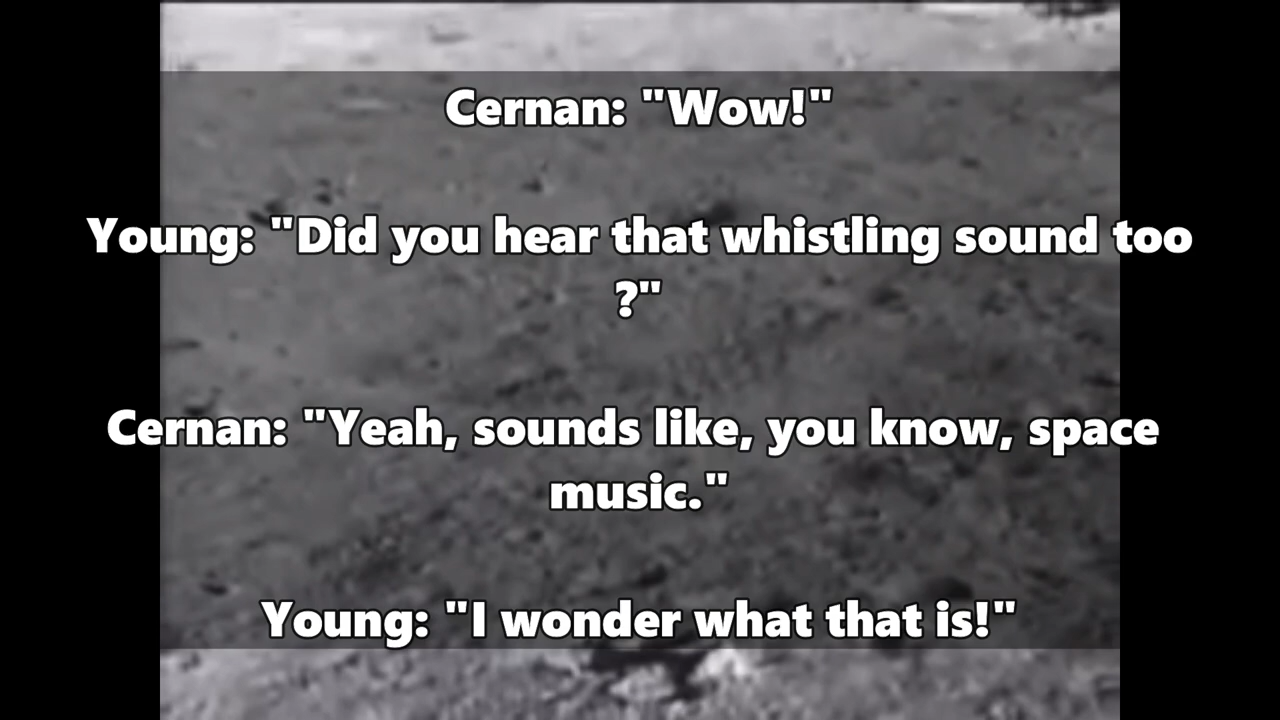 Cernan: "Wow!"
Young: "Did you hear that whistling sound too
?"
Cernan: "Yeah, sounds like, you know, space
music."
Young: "I wonder what that is!"